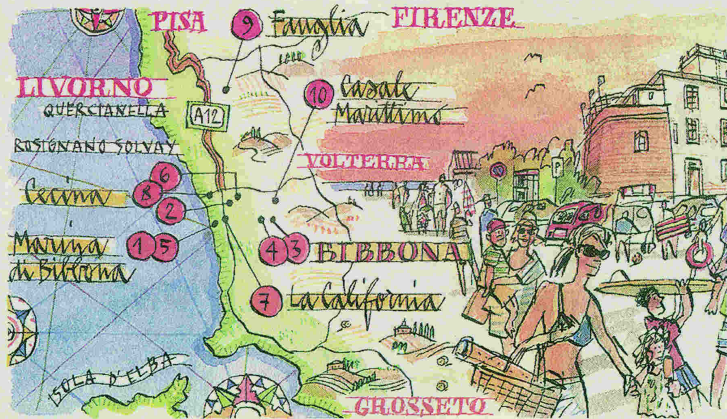 PISA
9 Fauglia
FIRENZE
LIVORNO
QUERCIANELLA
A12
10 Casale
Marittimo
ROSIGNANO SOLVAY
VOLTERRA
6
Cecina 8
2
Marina
di Bibbona
1 5
4 3 BIBBONA
7 La California
ISOLA D'ELBA
GROSSETO